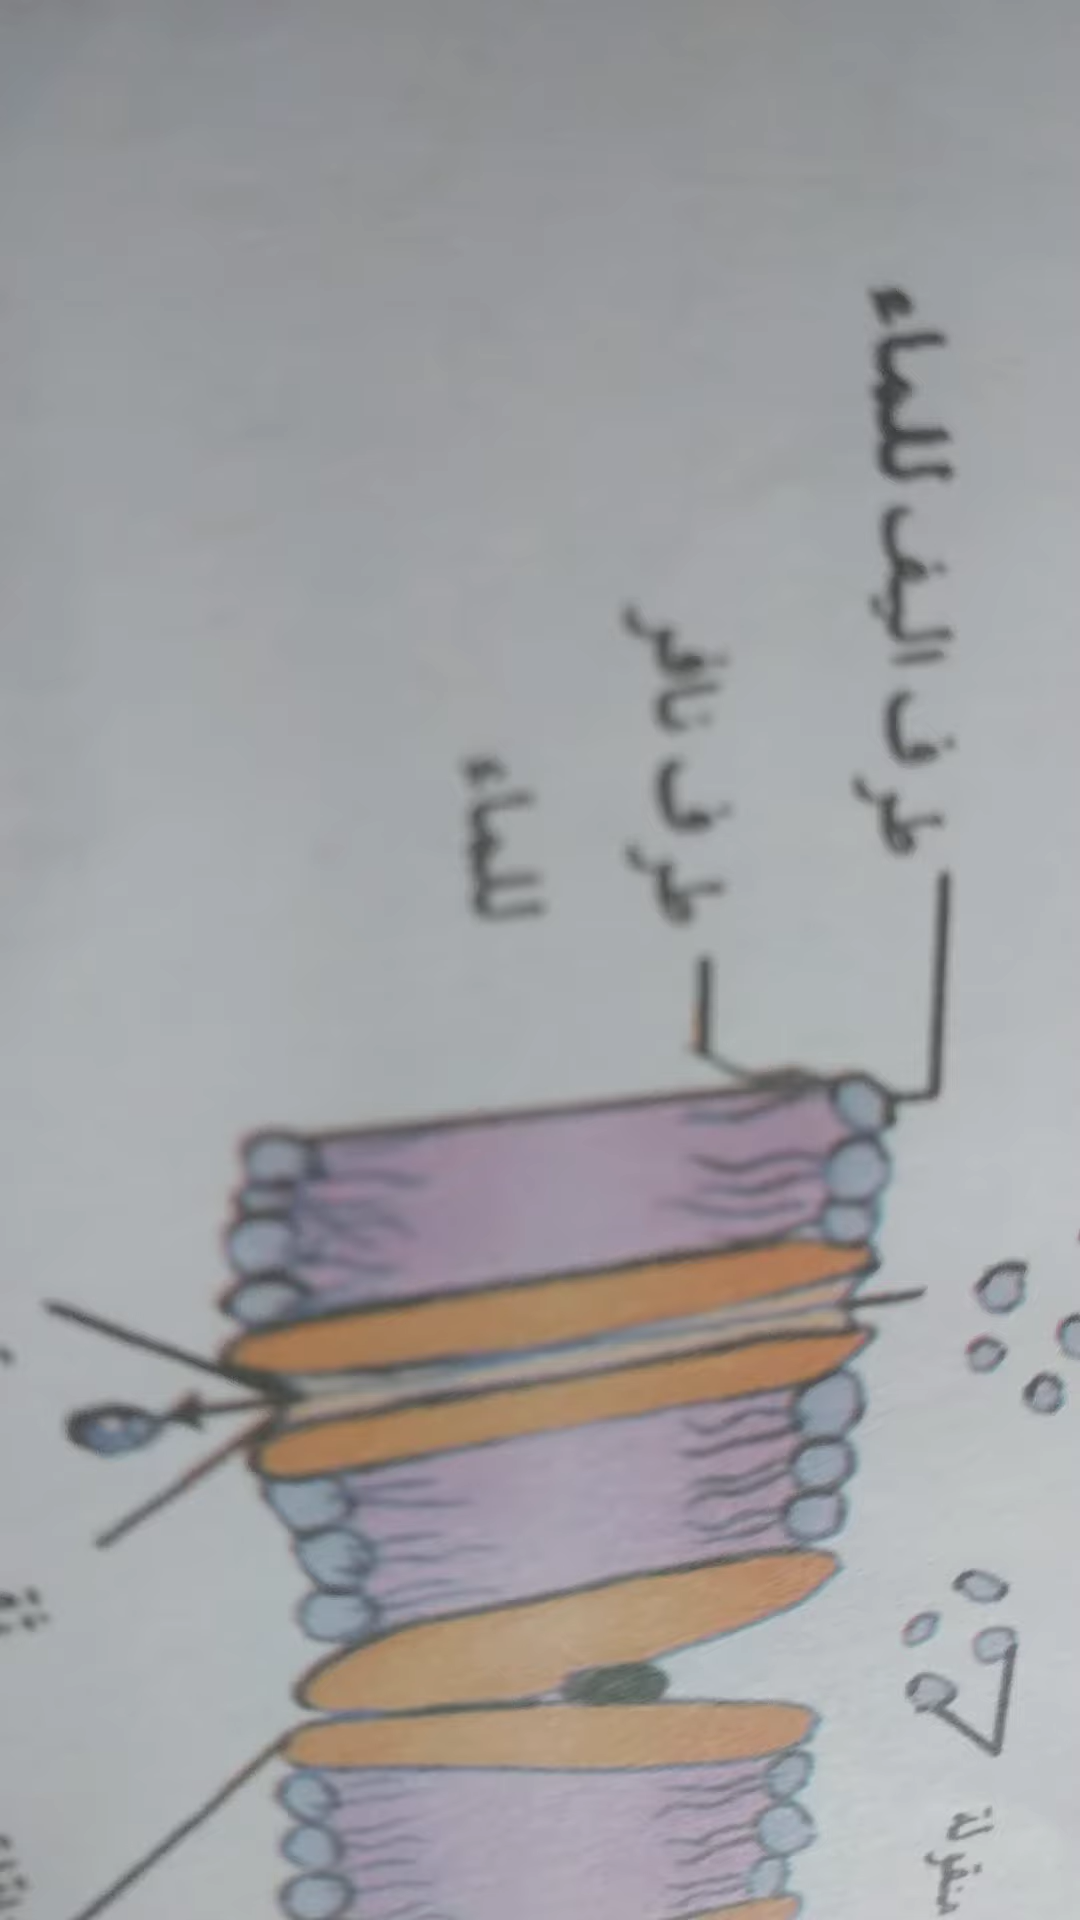 طرف اليف للماء
طرف نافر
للماء